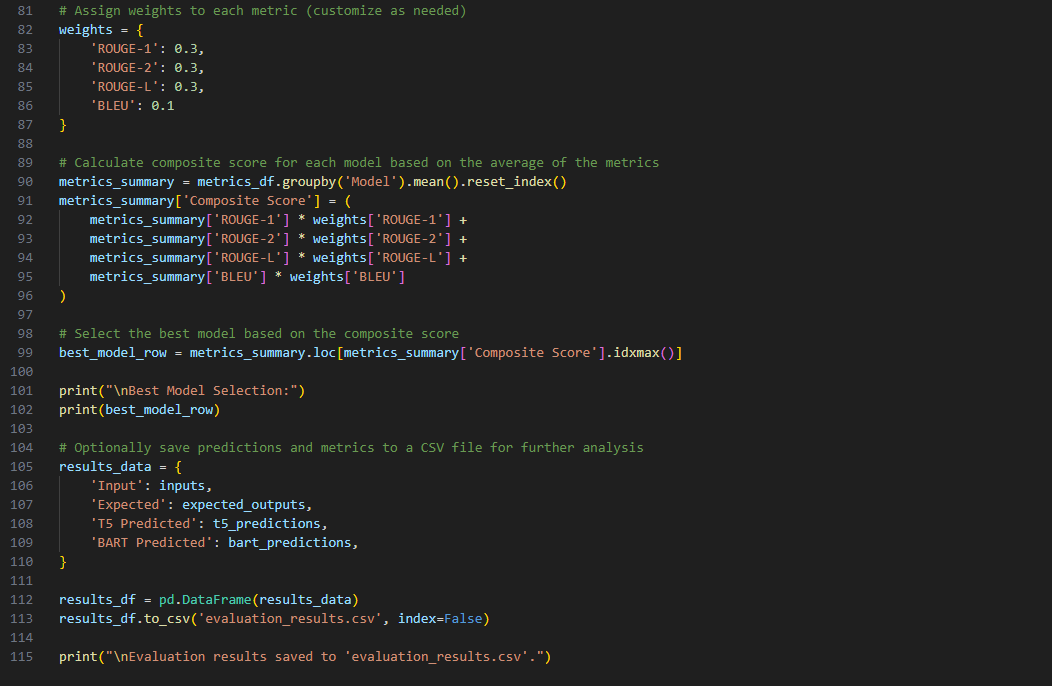 81 # Assign weights to each metric (customize as needed)
82 weights = {
83     'ROUGE-1': 0.3,
84     'ROUGE-2': 0.3,
85     'ROUGE-L': 0.3,
86     'BLEU': 0.1
87 }
88
89 # Calculate composite score for each model based on the average of the metrics
90 metrics_summary = metrics_df.groupby('Model').mean().reset_index()
91 metrics_summary['Composite Score'] = (
92     metrics_summary['ROUGE-1'] * weights['ROUGE-1'] +
93     metrics_summary['ROUGE-2'] * weights['ROUGE-2'] +
94     metrics_summary['ROUGE-L'] * weights['ROUGE-L'] +
95     metrics_summary['BLEU'] * weights['BLEU']
96 )
97
98 # Select the best model based on the composite score
99 best_model_row = metrics_summary.loc[metrics_summary['Composite Score'].idxmax()]
100
101 print("\nBest Model Selection:")
102 print(best_model_row)
103
104 # Optionally save predictions and metrics to a CSV file for further analysis
105 results_data = {
106     'Input': inputs,
107     'Expected': expected_outputs,
108     'T5 Predicted': t5_predictions,
109     'BART Predicted': bart_predictions,
110 }
111
112 results_df = pd.DataFrame(results_data)
113 results_df.to_csv('evaluation_results.csv', index=False)
114
115 print("\nEvaluation results saved to 'evaluation_results.csv'.")